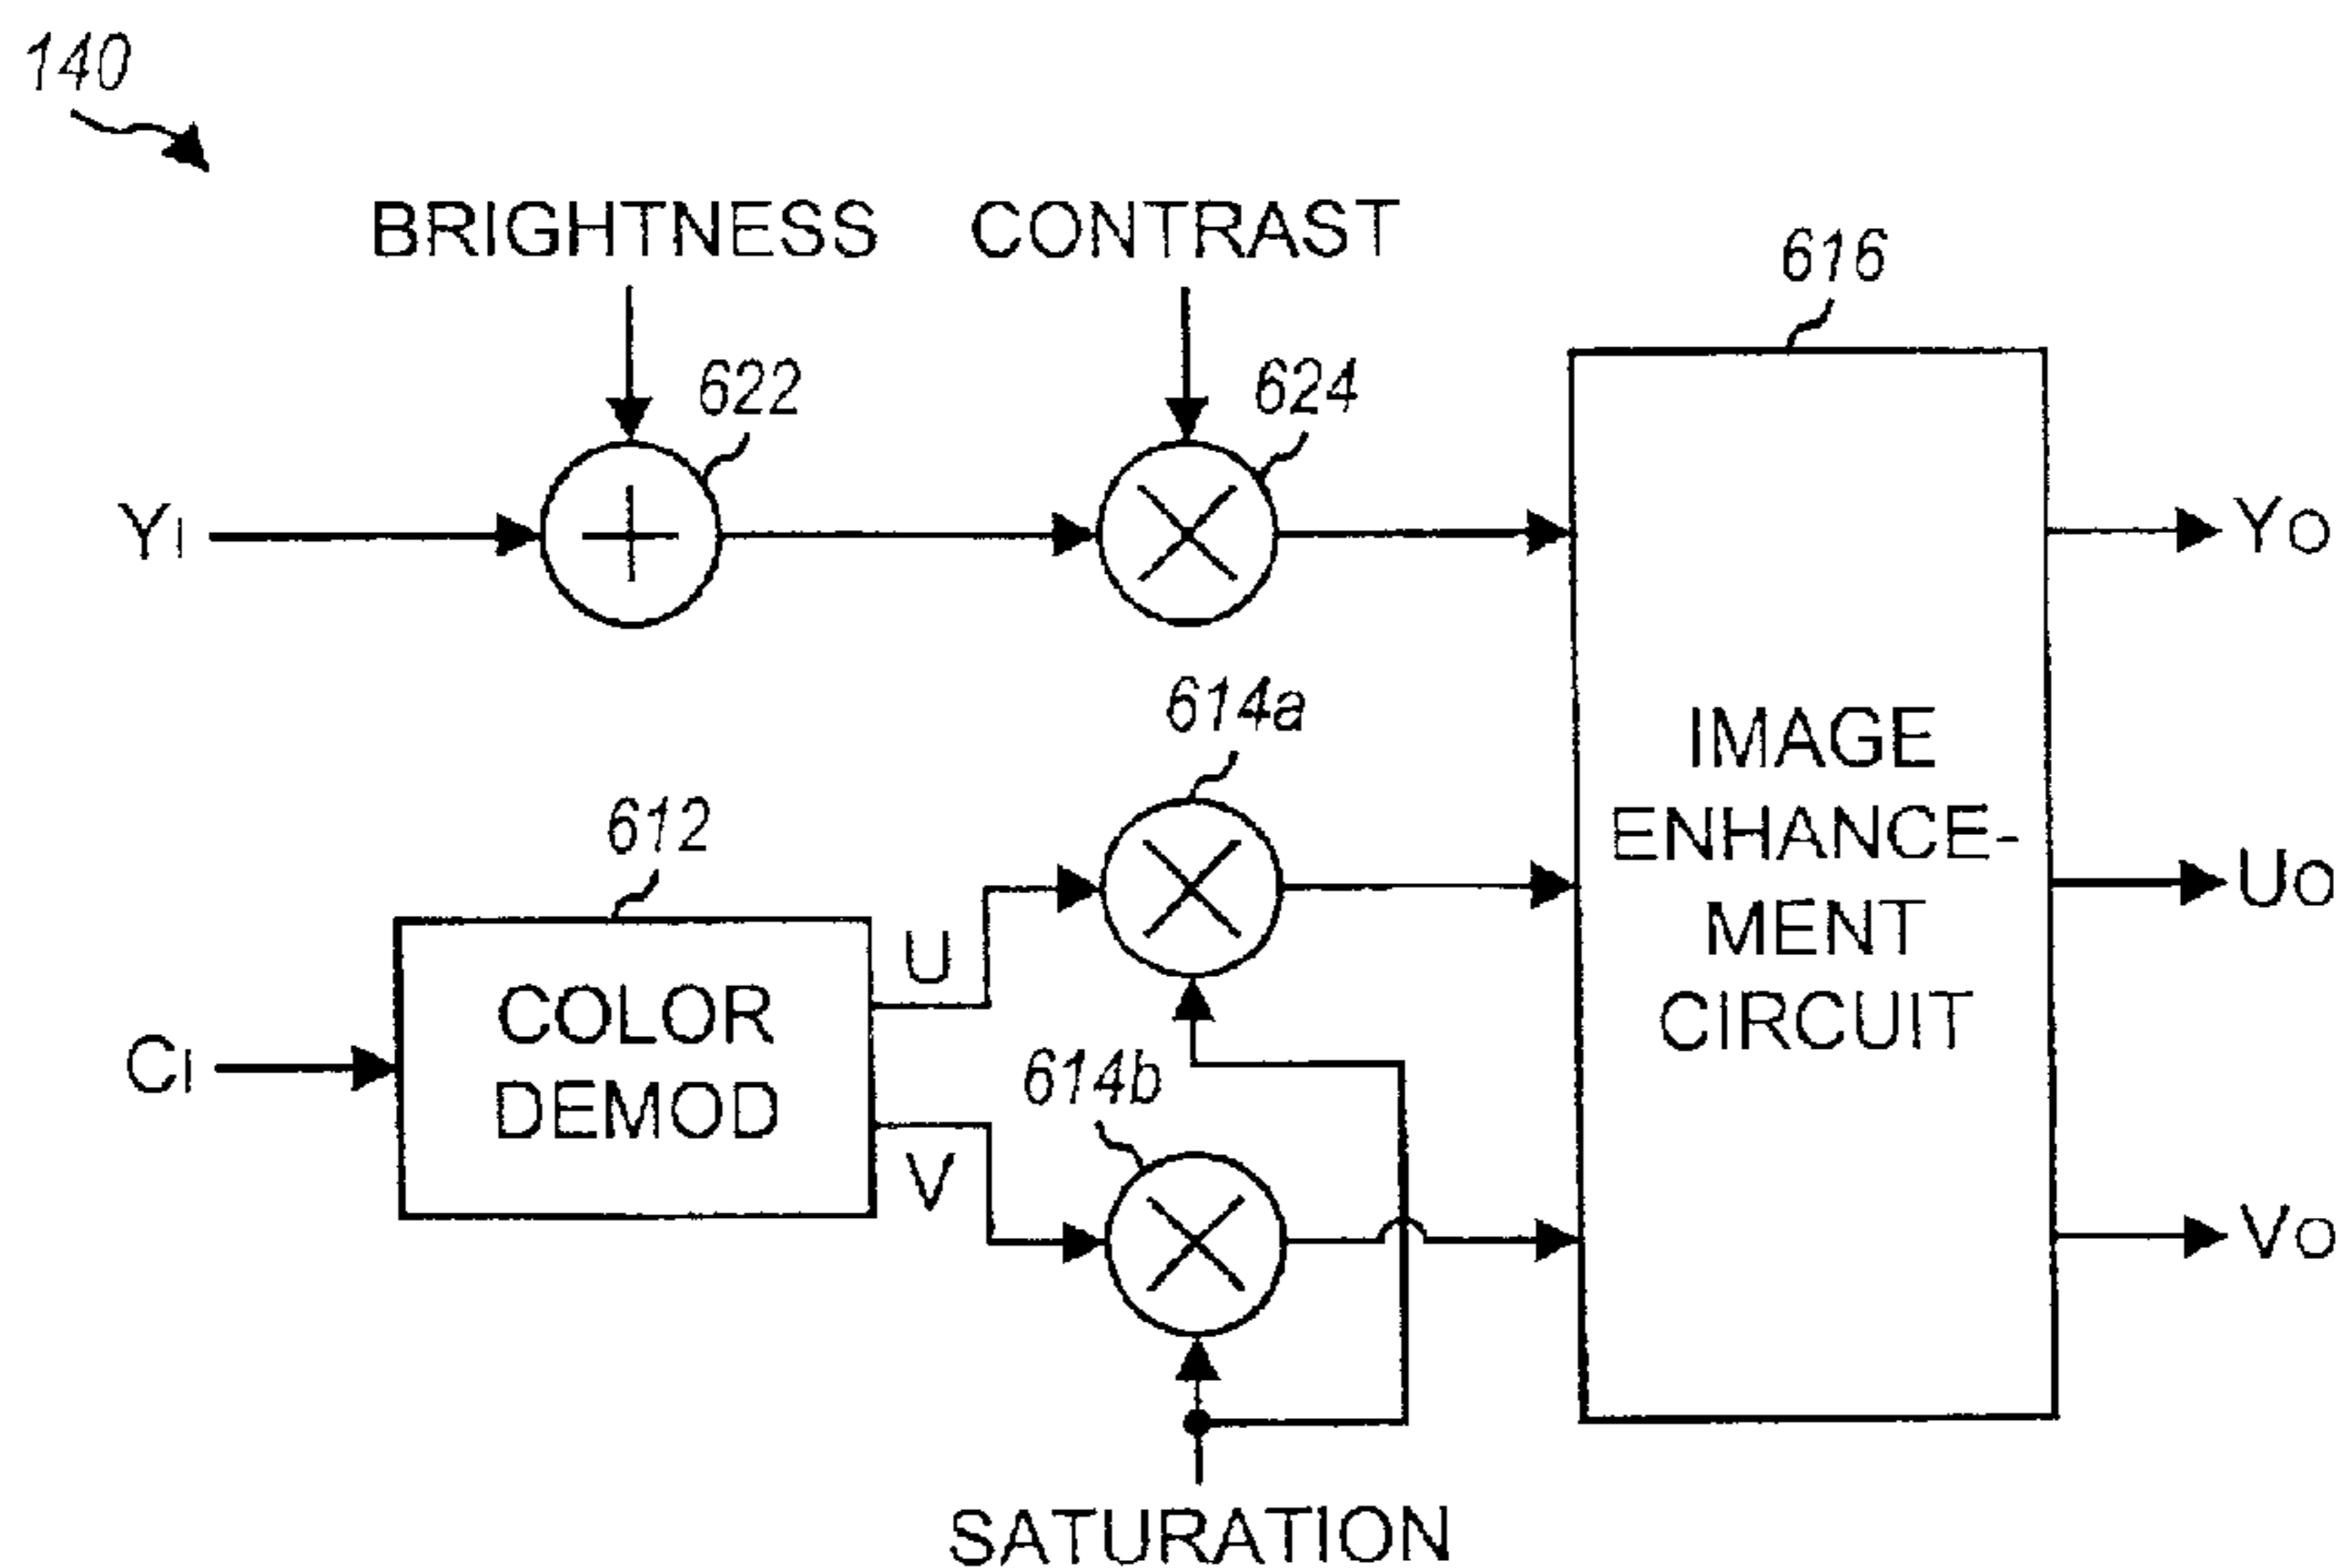 140
BRIGHTNESS
CONTRAST
616
622
624
YI
YO
614a
IMAGE
ENHANCE-
MENT
CIRCUIT
612
U
UO
COLOR
DEMOD
CI
614b
V
VO
SATURATION